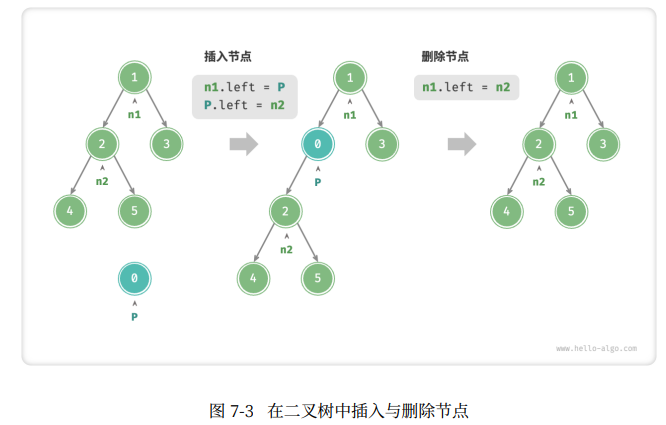 插入节点
n1.left = P
P.left = n2
删除节点
n1.left = n2
1
n1
2
3
n2
4
5
0
P
1
n1
0
3
P
2
n2
4
5
1
n1
2
3
n2
4
5
www.hello-algo.com
图 7-3 在二叉树中插入与删除节点